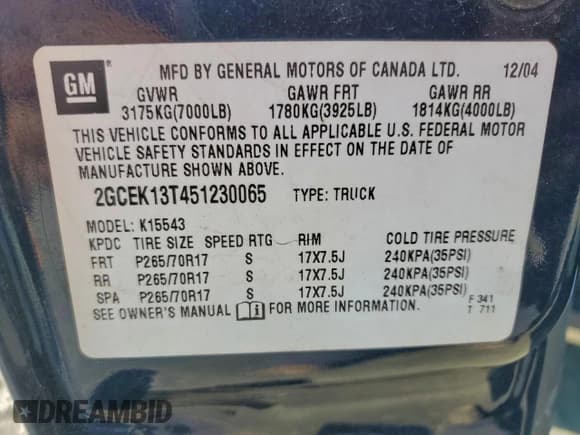 GM
®
MFD BY GENERAL MOTORS OF CANADA LTD. 12/04
GVWR GAWR FRT GAWR RR
3175KG(7000LB) 1780KG(3925LB) 1814KG(4000LB)
THIS VEHICLE CONFORMS TO ALL APPLICABLE U.S. FEDERAL MOTOR
VEHICLE SAFETY STANDARDS IN EFFECT ON THE DATE OF
MANUFACTURE SHOWN ABOVE.
2GCEK13T451230065 TYPE: TRUCK
MODEL: K15543
KPDC TIRE SIZE SPEED RTG RIM COLD TIRE PRESSURE
FRT P265/70R17 S 17X7.5J 240KPA(35PSI)
RR P265/70R17 S 17X7.5J 240KPA(35PSI)
SPA P265/70R17 S 17X7.5J 240KPA(35PSI)
SEE OWNER'S MANUAL FOR MORE INFORMATION. F 341
T 711
DREAMBID